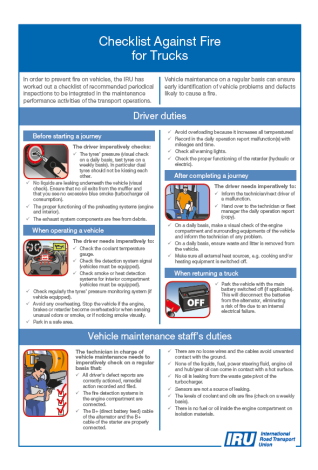 Checklist Against Fire
for Trucks
In order to prevent fire on vehicles, the IRU has
worked out a checklist of recommended periodical
inspections to be integrated in the maintenance
performance activities of the transport operations.
Vehicle maintenance on a regular basis can ensure
early identification of vehicle problems and defects
likely to cause a fire.
Driver duties
Before starting a journey
The driver imperatively checks:
✓ The tyres' pressure (visual check
on a daily basis, test tyres on a
weekly basis). In particular dual
tyres should not be kissing each
other.
✓ No liquids are leaking underneath the vehicle (visual
check). Ensure that no oil exits from the muffler and
that you see no excessive blue smoke (turbocharger oil
consumption).
✓ The proper functioning of the preheating systems (engine
and interior).
✓ The exhaust system components are free from debris.
When operating a vehicle
The driver needs imperatively to:
✓ Check the coolant temperature
gauge.
✓ Check fire detection system signal
(vehicles must be equipped).
✓ Check smoke or heat detection
systems for interior compartment
(vehicles must be equipped).
✓ Check regularly the tyres' pressure monitoring system (if
vehicle equipped).
✓ Avoid any overheating. Stop the vehicle if the engine,
brakes or retarder become overheated or when sensing
unusual odors or smoke, or if noticing smoke visually.
✓ Park in a safe area.
✓ Avoid overloading because it increases all temperatures!
✓ Record in the daily operation report malfunction(s) with
mileages and time.
✓ Check all warning lights.
✓ Check the proper functioning of the retarder (hydraulic or
electric).
After completing a journey
The driver needs imperatively to:
✓ Inform the technician/next driver of
a malfunction.
✓ Hand over to the technician or fleet
manager the daily operation report.
(copy).
✓ On a daily basis, make a visual check of the engine
compartment and surrounding equipments of the vehicle
and inform the technician of any problem.
✓ On a daily basis, ensure waste and litter is removed from
the vehicle.
✓ Make sure all external heat sources, e.g. cooking and/or
heating equipment is switched off.
When returning a truck
OFF
✓ Park the vehicle with the main
battery switched off (if applicable).
This will disconnect the batteries
from the alternator, eliminating
a risk of fire due to an internal
electrical failure.
Vehicle maintenance staff's duties
The technician in charge of
vehicle maintenance needs to
imperatively check on a regular
basis that:
✓ All driver's defect reports are
correctly actioned, remedial
action recorded and filed.
✓ The fire detection systems in
the engine compartment are
connected.
✓ The B+ (direct battery feed) cable
of the alternator and the B+
cable of the starter are properly
connected.
✓ There are no loose wires and the cables avoid unwanted
contact with the ground.
✓ None of the liquids, fuel, power steering fluid, engine oil
and hub/gear oil can come in contact with a hot surface.
✓ No oil is leaking from the waste gate pivot of the
turbocharger.
✓ Sensors are not a source of leaking.
✓ The levels of coolant and oils are fine (check on a weekly
basis).
✓ There is no fuel or oil inside the engine compartment on
isolation materials.
IRU
International
Road Transport
Union